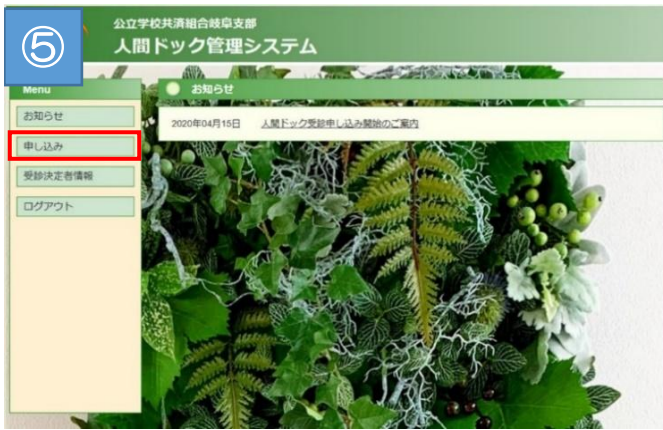 ⑤
公立学校共済組合岐阜支部
人間ドック管理システム
Menu
お知らせ
申し込み
受診決定者情報
ログアウト
お知らせ
2020年04月15日 人間ドック受診申し込み開始のご案内